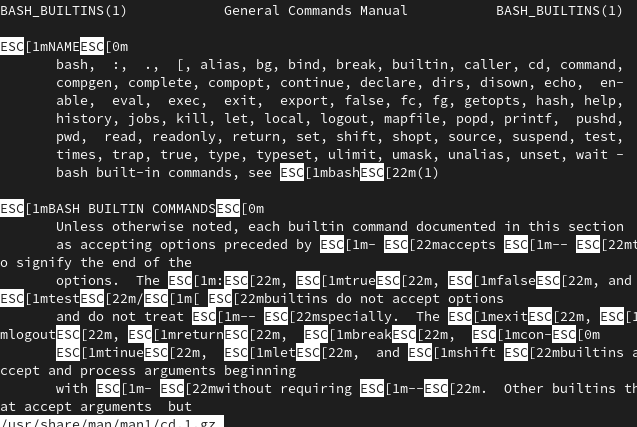 BASH_BUILTINS(1) General Commands Manual BASH_BUILTINS(1)
ESC[1mNAMEESC[0m
bash, :, ., [, alias, bg, bind, break, builtin, caller, cd, command,
compgen, complete, compopt, continue, declare, dirs, disown, echo, en-
able, eval, exec, exit, export, false, fc, fg, getopts, hash, help,
history, jobs, kill, let, local, logout, mapfile, popd, printf, pushd,
pwd, read, readonly, return, set, shift, shopt, source, suspend, test,
times, trap, true, type, typeset, ulimit, umask, unalias, unset, wait -
bash built-in commands, see ESC[1mbashESC[22m(1)
ESC[1mBASH BUILTIN COMMANDSESC[0m
Unless otherwise noted, each builtin command documented in this section
as accepting options preceded by ESC[1m- ESC[22maccepts ESC[1m-- ESC[22mt
o signify the end of the
options. The ESC[1m:ESC[22m, ESC[1mtrueESC[22m, ESC[1mfalseESC[22m, and
ESC[1mtestESC[22m/ESC[1m[ ESC[22mbuiltins do not accept options
and do not treat ESC[1m-- ESC[22mspecially. The ESC[1mexitESC[22m, ESC[1
mlogoutESC[22m, ESC[1mreturnESC[22m, ESC[1mbreakESC[22m, ESC[1mcon-ESC[0m
ESC[1mtinueESC[22m, ESC[1mletESC[22m, and ESC[1mshift ESC[22mbuiltins a
ccept and process arguments beginning
with ESC[1m- ESC[22mwithout requiring ESC[1m--ESC[22m. Other builtins th
at accept arguments but
/usr/share/man/man1/cd.1.gz